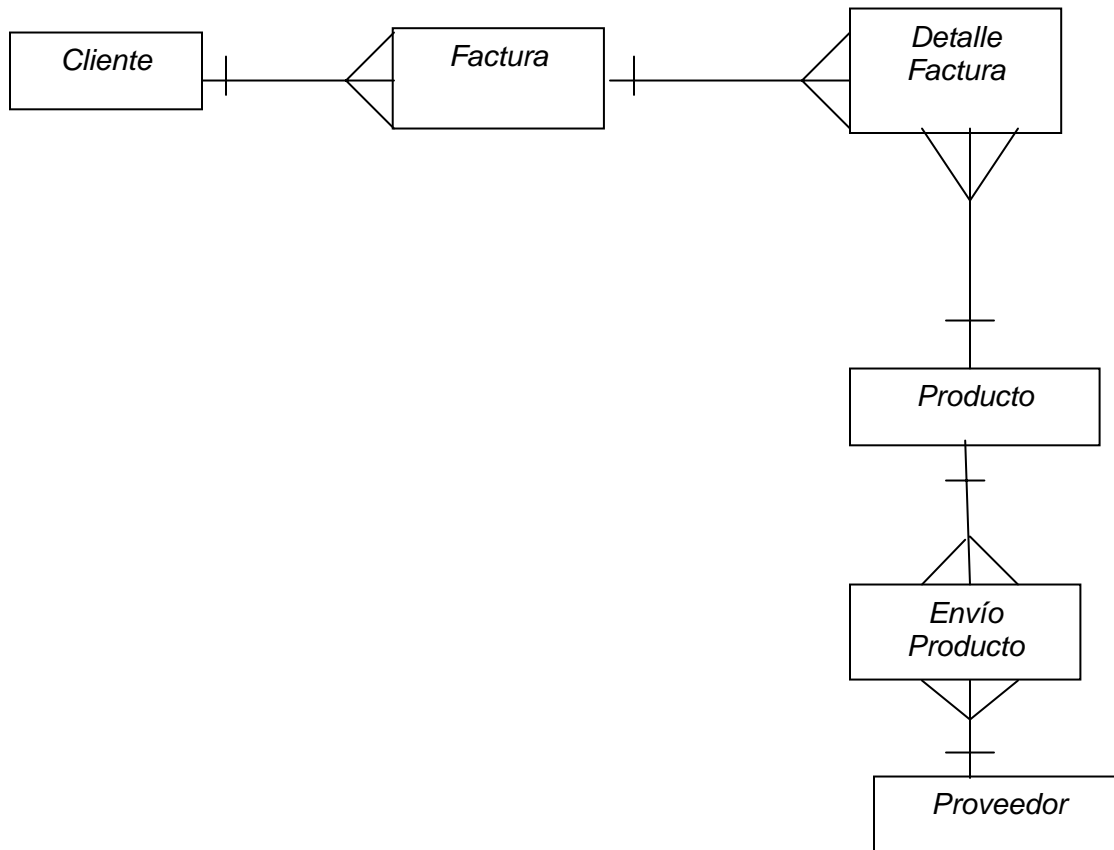 Cliente
Factura
Detalle
Factura
Producto
Envío
Producto
Proveedor